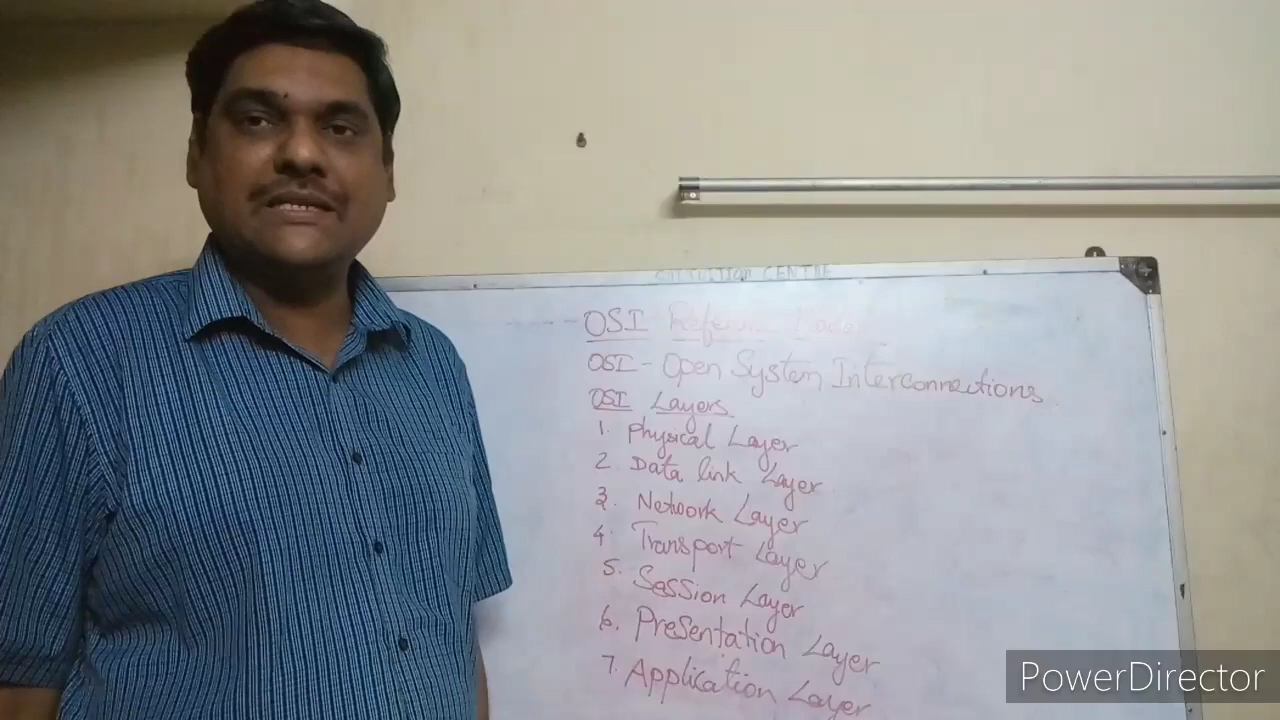 OSI
OSI - Open System Interconnections
OSI Layers
1. Physical Layer
2. Data link Layer
3. Network Layer
4. Transport Layer
5. Session Layer
6. Presentation Layer
7. Application Layer
PowerDirector